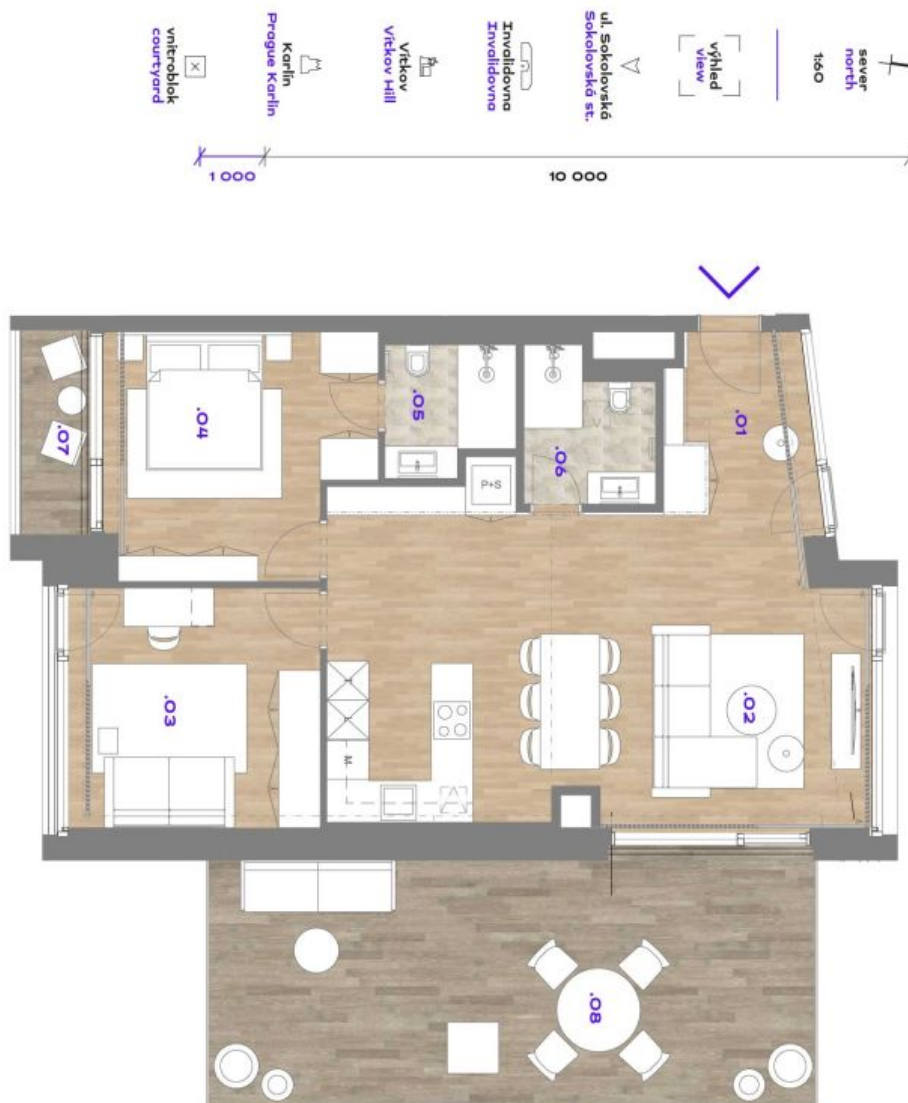 sever
north
1:60
výhled
view
ul. Sokolovská
Sokolovská st.
Invalidovna
Invalidovna
Vítkov
Vítkov Hill
Karlín
Prague Karlín
vnitroblok
courtyard
1 000
10 000
.01
.02
.03
.04
.05
.06
.07
.08
P+S
M